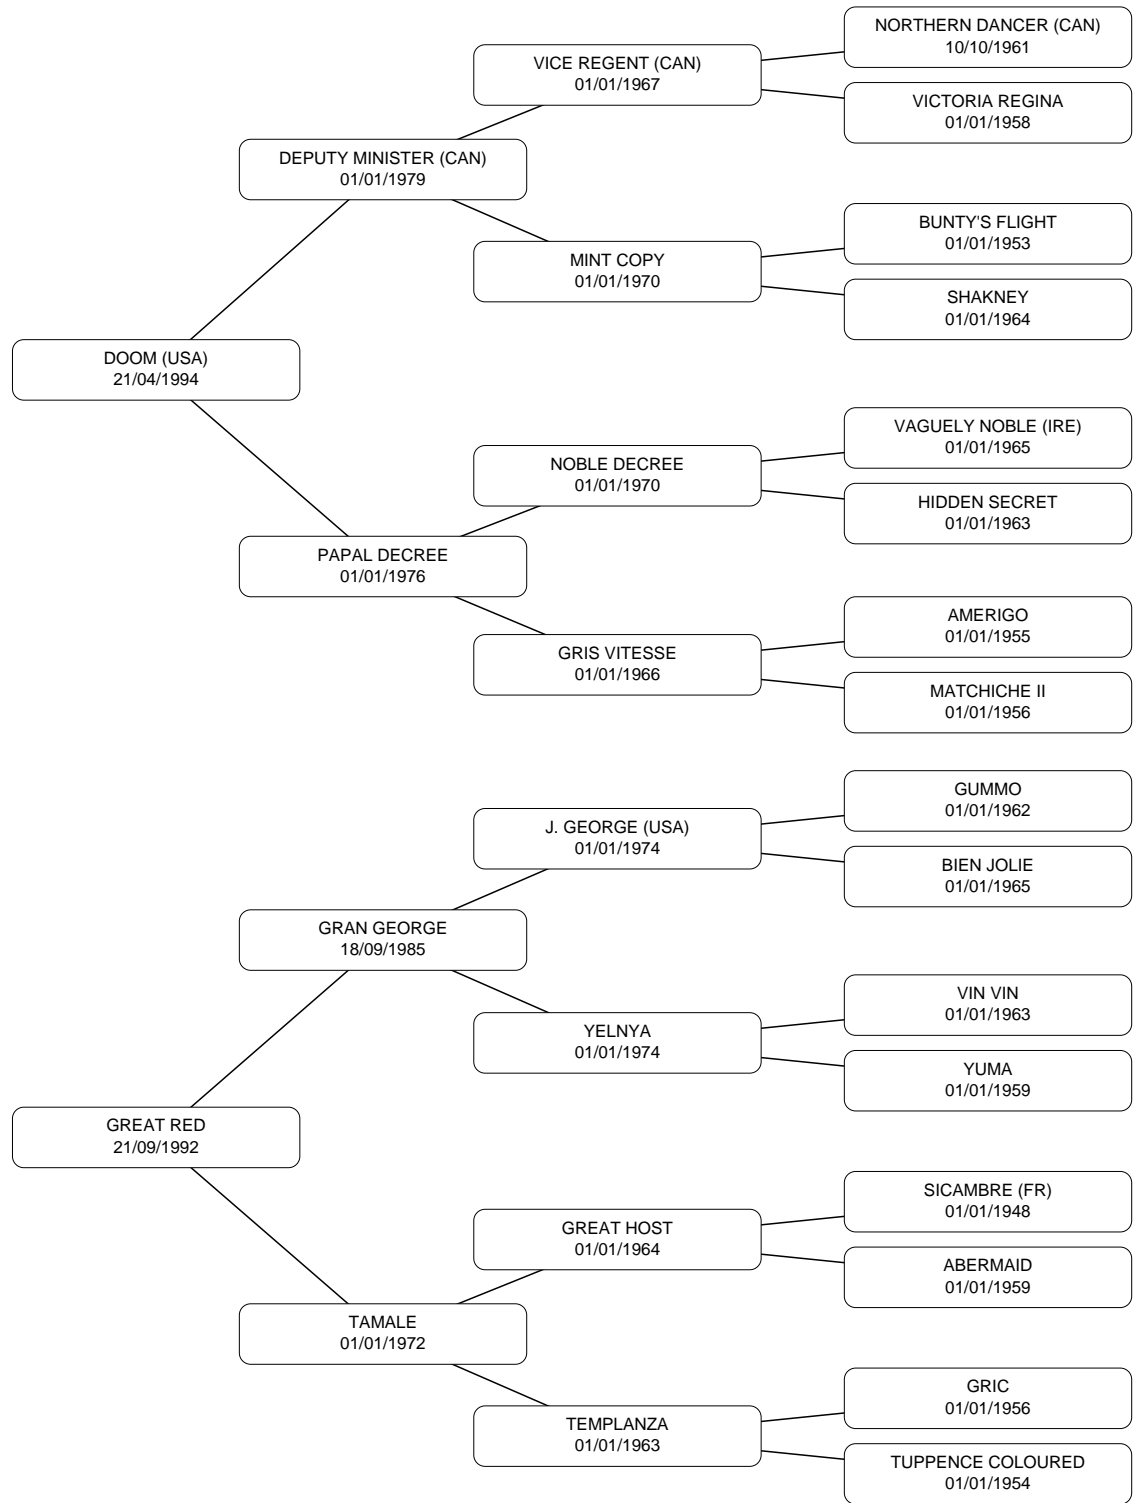 NORTHERN DANCER (CAN)
10/10/1961
VICE REGENT (CAN)
01/01/1967
VICTORIA REGINA
01/01/1958
DEPUTY MINISTER (CAN)
01/01/1979
BUNTY'S FLIGHT
01/01/1953
MINT COPY
01/01/1970
SHAKNEY
01/01/1964
DOOM (USA)
21/04/1994
VAGUELY NOBLE (IRE)
01/01/1965
NOBLE DECREE
01/01/1970
HIDDEN SECRET
01/01/1963
PAPAL DECREE
01/01/1976
AMERIGO
01/01/1955
GRIS VITESSE
01/01/1966
MATCHICHE II
01/01/1956
GUMMO
01/01/1962
J. GEORGE (USA)
01/01/1974
BIEN JOLIE
01/01/1965
GRAN GEORGE
18/09/1985
VIN VIN
01/01/1963
YELNYA
01/01/1974
YUMA
01/01/1959
GREAT RED
21/09/1992
SICAMBRE (FR)
01/01/1948
GREAT HOST
01/01/1964
ABERMAID
01/01/1959
TAMALE
01/01/1972
GRIC
01/01/1956
TEMPLANZA
01/01/1963
TUPPENCE COLOURED
01/01/1954